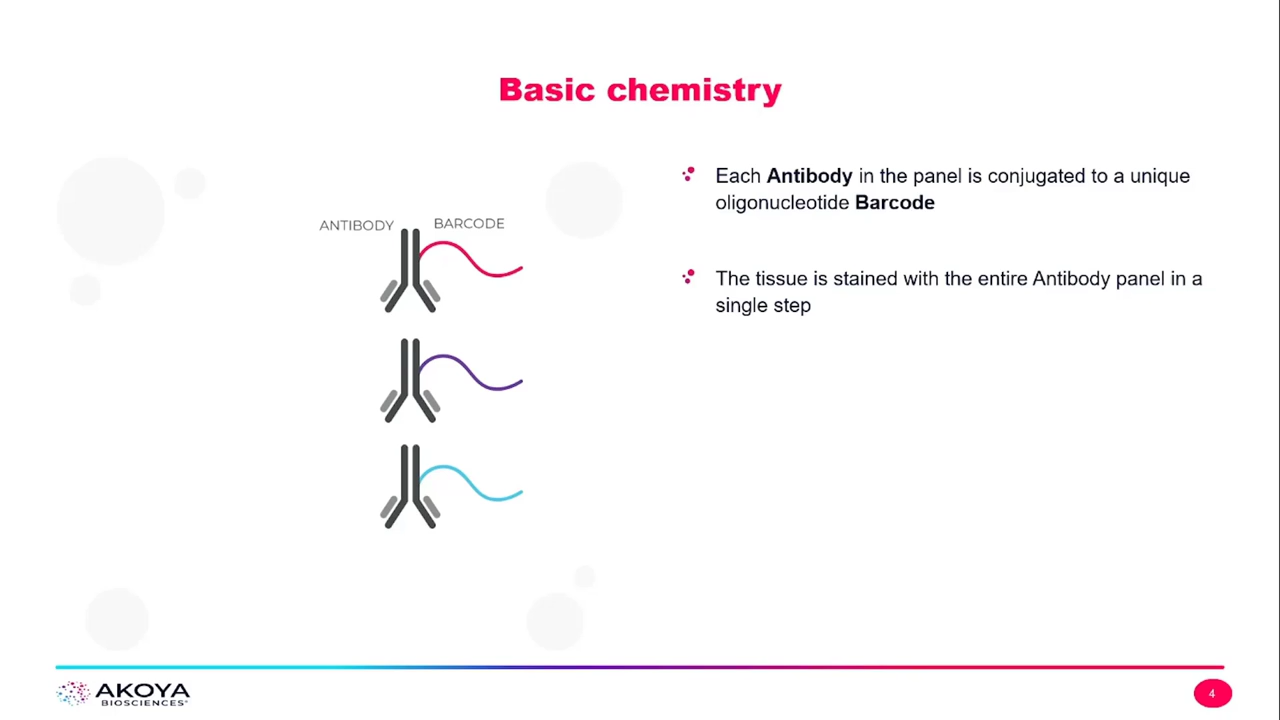 Basic chemistry
ANTIBODY
BARCODE
Each Antibody in the panel is conjugated to a unique
oligonucleotide Barcode
The tissue is stained with the entire Antibody panel in a
single step
AKOYA
BIOSCIENCES®
4